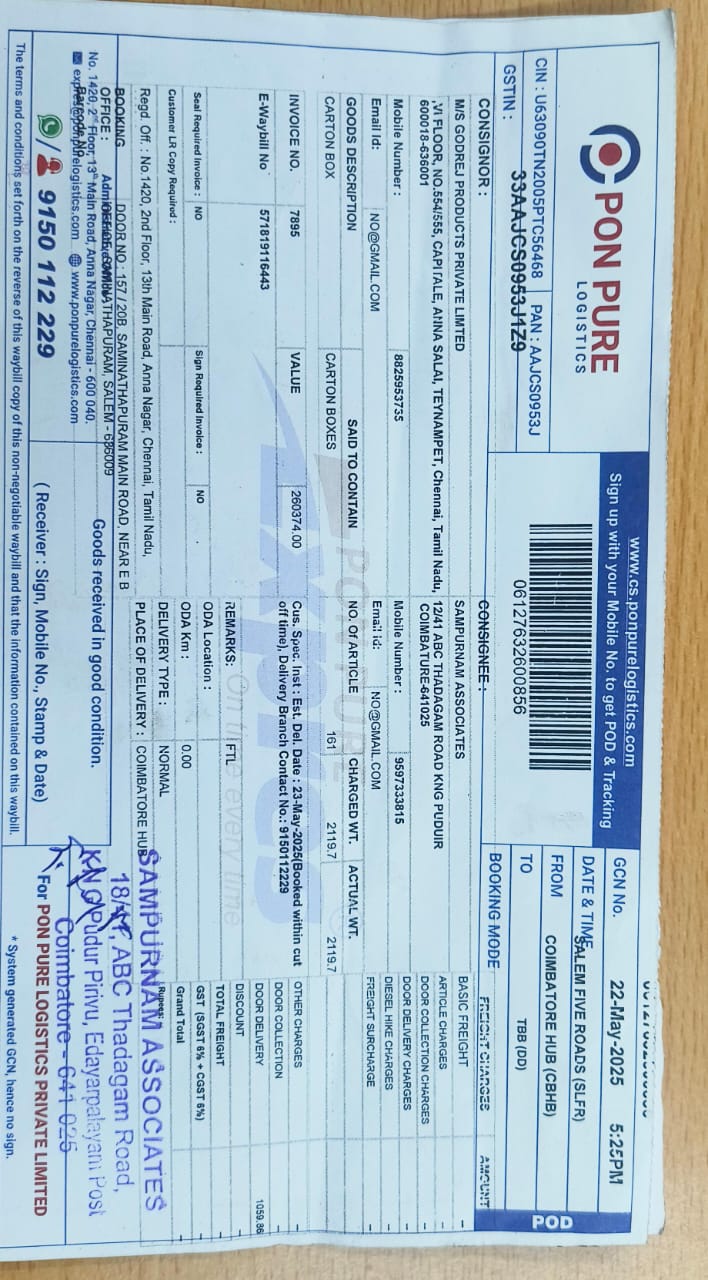 PON PURE
LOGISTICS
www.cs.ponpurelogistics.com
Sign up with your Mobile No. to get POD & Tracking
06127632600856
CIN : U63090TN2005PTC56468
PAN : AAJCS0953J
GSTIN :
33AAJCS0953J1Z9
GCN No.
DATE & TIME
22-May-2025 5:25PM
FROM
SALEM FIVE ROADS (SLFR)
TO
COIMBATORE HUB (CBHB)
BOOKING MODE
TBB (DD)
POD
CONSIGNOR :
M/S GODREJ PRODUCTS PRIVATE LIMTED
,VI FLOOR, NO.554/555, CAPITALE, ANNA SALAI, TEYNAMPET, Chennai, Tamil Nadu,
600018-636001
Mobile Number :
8825953735
Email Id:
NO@GMAIL.COM
CONSIGNEE :
SAMPURNAM ASSOCIATES
12/41 ABC THADAGAM ROAD KNG PUDUIR
COIMBATURE-641025
Mobile Number :
9597333815
Email Id:
NO@GMAIL.COM
FREIGHT CHARGES
AMOUNT
BASIC FREIGHT -
ARTICLE CHARGES -
DOOR COLLECTION CHARGES -
DOOR DELIVERY CHARGES -
DIESEL HIKE CHARGES -
FREIGHT SURCHARGE -
GOODS DESCRIPTION
SAID TO CONTAIN
NO. OF ARTICLE
CHARGED WT.
ACTUAL WT.
CARTON BOX
CARTON BOXES
161
2119.7
2119.7
INVOICE NO.
7895
VALUE
260374.00
Cus. Spec. Inst : Est. Del. Date : 23-May-2025(Booked within cut
off time), Delivery Branch Contact No.: 9150112229
OTHER CHARGES -
DOOR COLLECTION -
DOOR DELIVERY 1059.86
DISCOUNT
TOTAL FREIGHT
GST (SGST 6% + CGST 6%)
Grand Total -
Rupees:
E-Waybill No
571819116443
REMARKS:
FTL
Seal Required Invoice :
NO
Sign Required Invoice :
NO
ODA Location :
Customer LR Copy Required :
ODA Km :
0.00
Regd. Off. : No.1420, 2nd Floor, 13th Main Road, Anna Nagar, Chennai, Tamil Nadu,
DELIVERY TYPE :
NORMAL
BOOKING
OFFICE :
DOOR NO : 157 / 20B, SAMINATHAPURAM MAIN ROAD, NEAR E B
OFFICE, SAMINATHAPURAM, SALEM - 636009
PLACE OF DELIVERY :
COIMBATORE HUB
PON PURE
Expres
On time every time
No. 1420, 2nd Floor, 13th Main Road, Anna Nagar, Chennai - 600 040.
expres@ponpurelogistics.com www.ponpurelogistics.com
9150 112 229
Goods received in good condition.
( Receiver : Sign, Mobile No., Stamp & Date)
SAMPURNAM ASSOCIATES
ABC Thadagam Road,
KNG Pudur Pirivu, Edayarpalayam Post
Coimbatore - 641 025
For PON PURE LOGISTICS PRIVATE LIMITED
The terms and conditions set forth on the reverse of this waybill copy of this non-negotiable waybill and that the information contained on this waybill.
* System generated GCN, hence no sign.